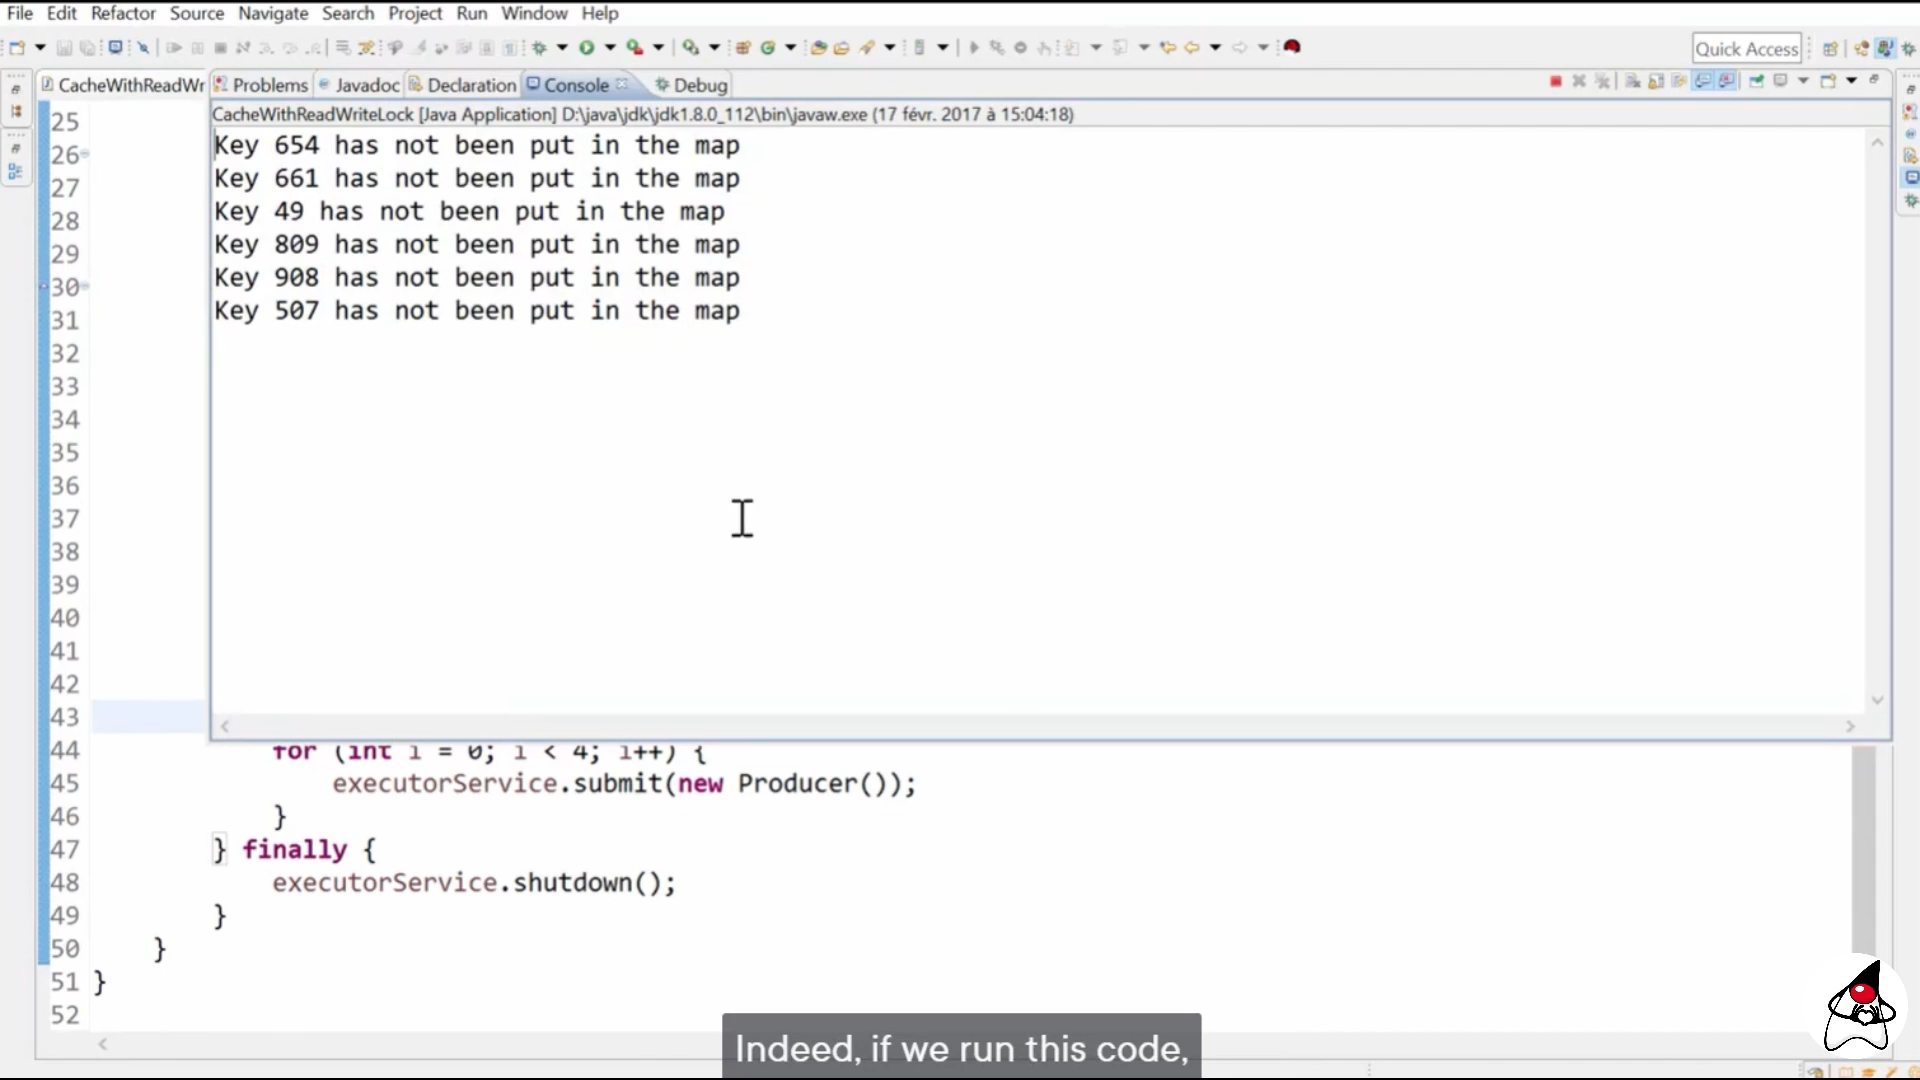 File Edit Refactor Source Navigate Search Project Run Window Help
Quick Access
CacheWithReadWr Problems Javadoc Declaration Console Debug
CacheWithReadWriteLock [Java Application] D:\java\jdk\jdk1.8.0_112\bin\javaw.exe (17 févr. 2017 à 15:04:18)
Key 654 has not been put in the map
Key 661 has not been put in the map
Key 49 has not been put in the map
Key 809 has not been put in the map
Key 908 has not been put in the map
Key 507 has not been put in the map
25
26
27
28
29
30
31
32
33
34
35
36
37
38
39
40
41
42
43
44 for (int i = 0; i < 4; i++) {
45 executorService.submit(new Producer());
46 }
47 } finally {
48 executorService.shutdown();
49 }
50 }
51 }
52
Indeed, if we run this code,